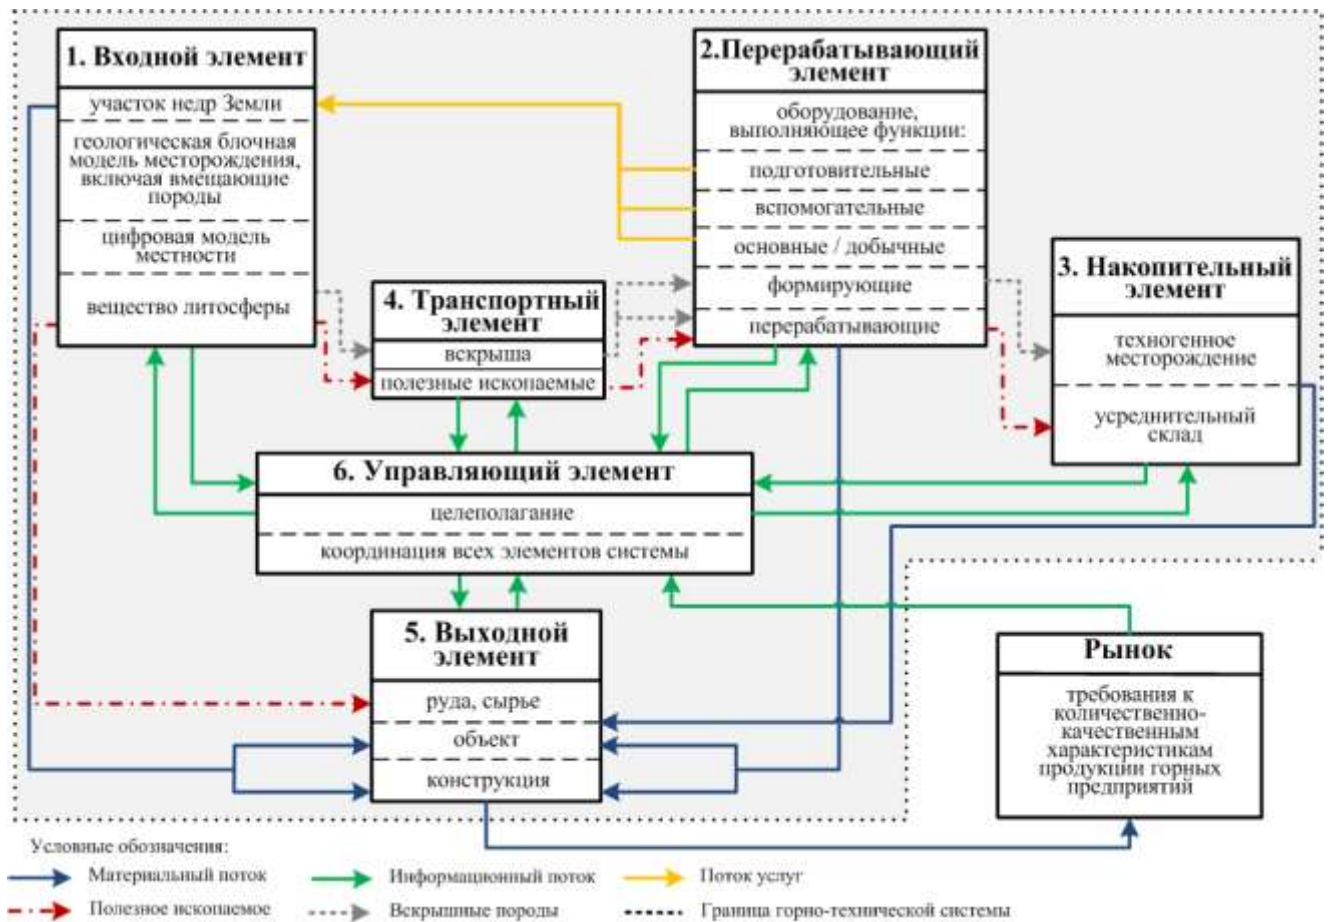 1. Входной элемент
участок недр Земли
геологическая блочная
модель месторождения,
включая вмещающие
породы
цифровая модель
местности
вещество литосферы
2.Перерабатывающий
элемент
оборудование,
выполняющее функции:
подготовительные
вспомогательные
основные / добычные
формирующие
перерабатывающие
3. Накопительный
элемент
техногенное
месторождение
усреднительный
склад
4. Транспортный
элемент
вскрыша
полезные ископаемые
6. Управляющий элемент
целеполагание
координация всех элементов системы
5. Выходной
элемент
руда, сырье
объект
конструкция
Рынок
требования к
количественно-
качественным
характеристикам
продукции горных
предприятий
Условные обозначения:
Материальный поток
Информационный поток
Поток услуг
Полезное ископаемое
Вскрышные породы
Граница горно-технической системы